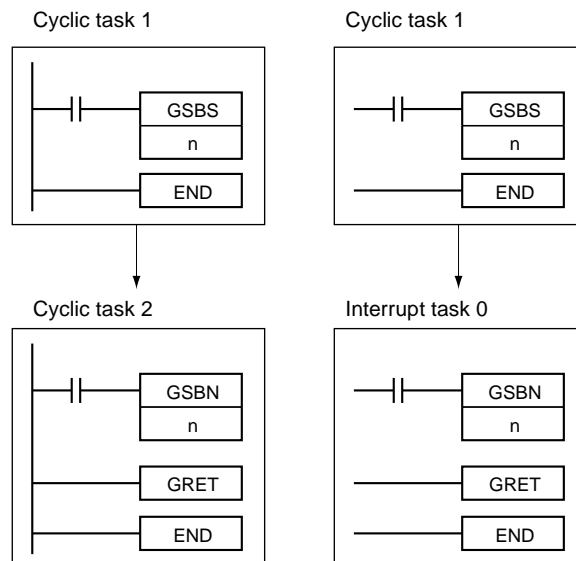 Cyclic task 1
GSBS
n
END
Cyclic task 2
GSBN
n
GRET
END
Cyclic task 1
GSBS
n
END
Interrupt task 0
GSBN
n
GRET
END